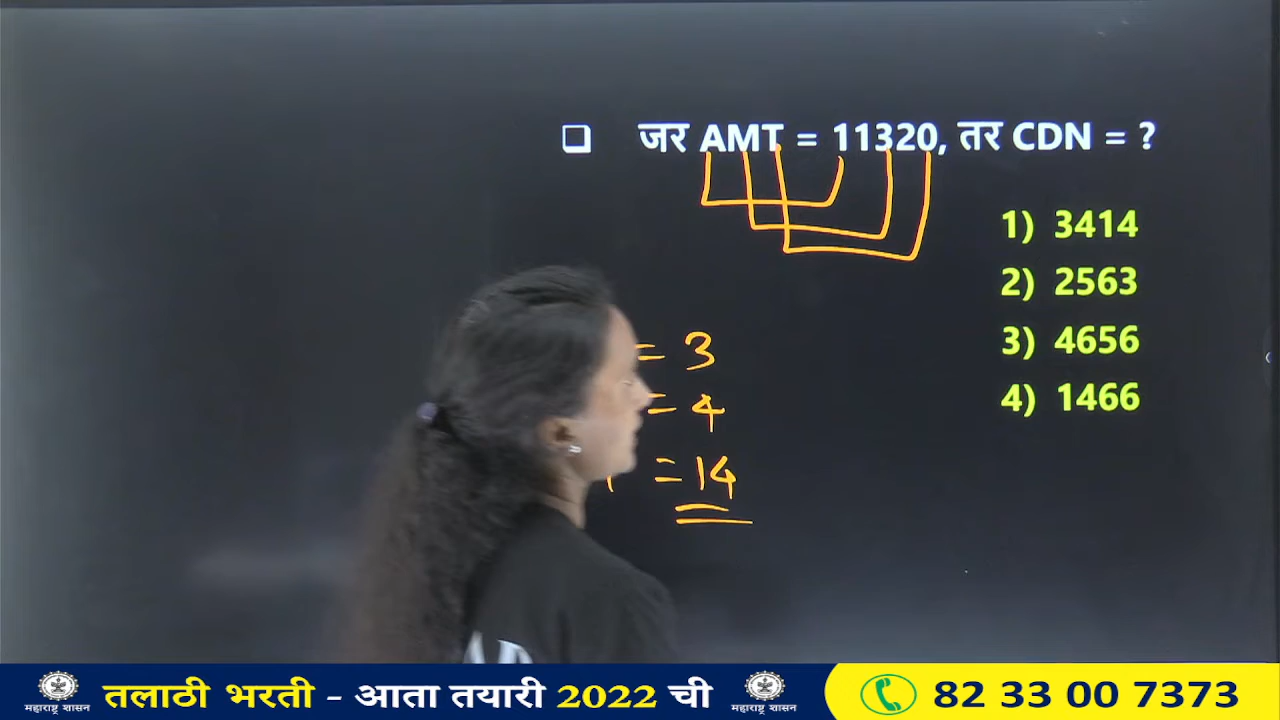 ❑ जर AMT = 11320, तर CDN = ?
1) 3414
2) 2563
3) 4656
4) 1466
= 3
= 4
= 14
महाराष्ट्र शासन
तलाठी भरती - आता तयारी 2022 ची
महाराष्ट्र शासन
82 33 00 7373